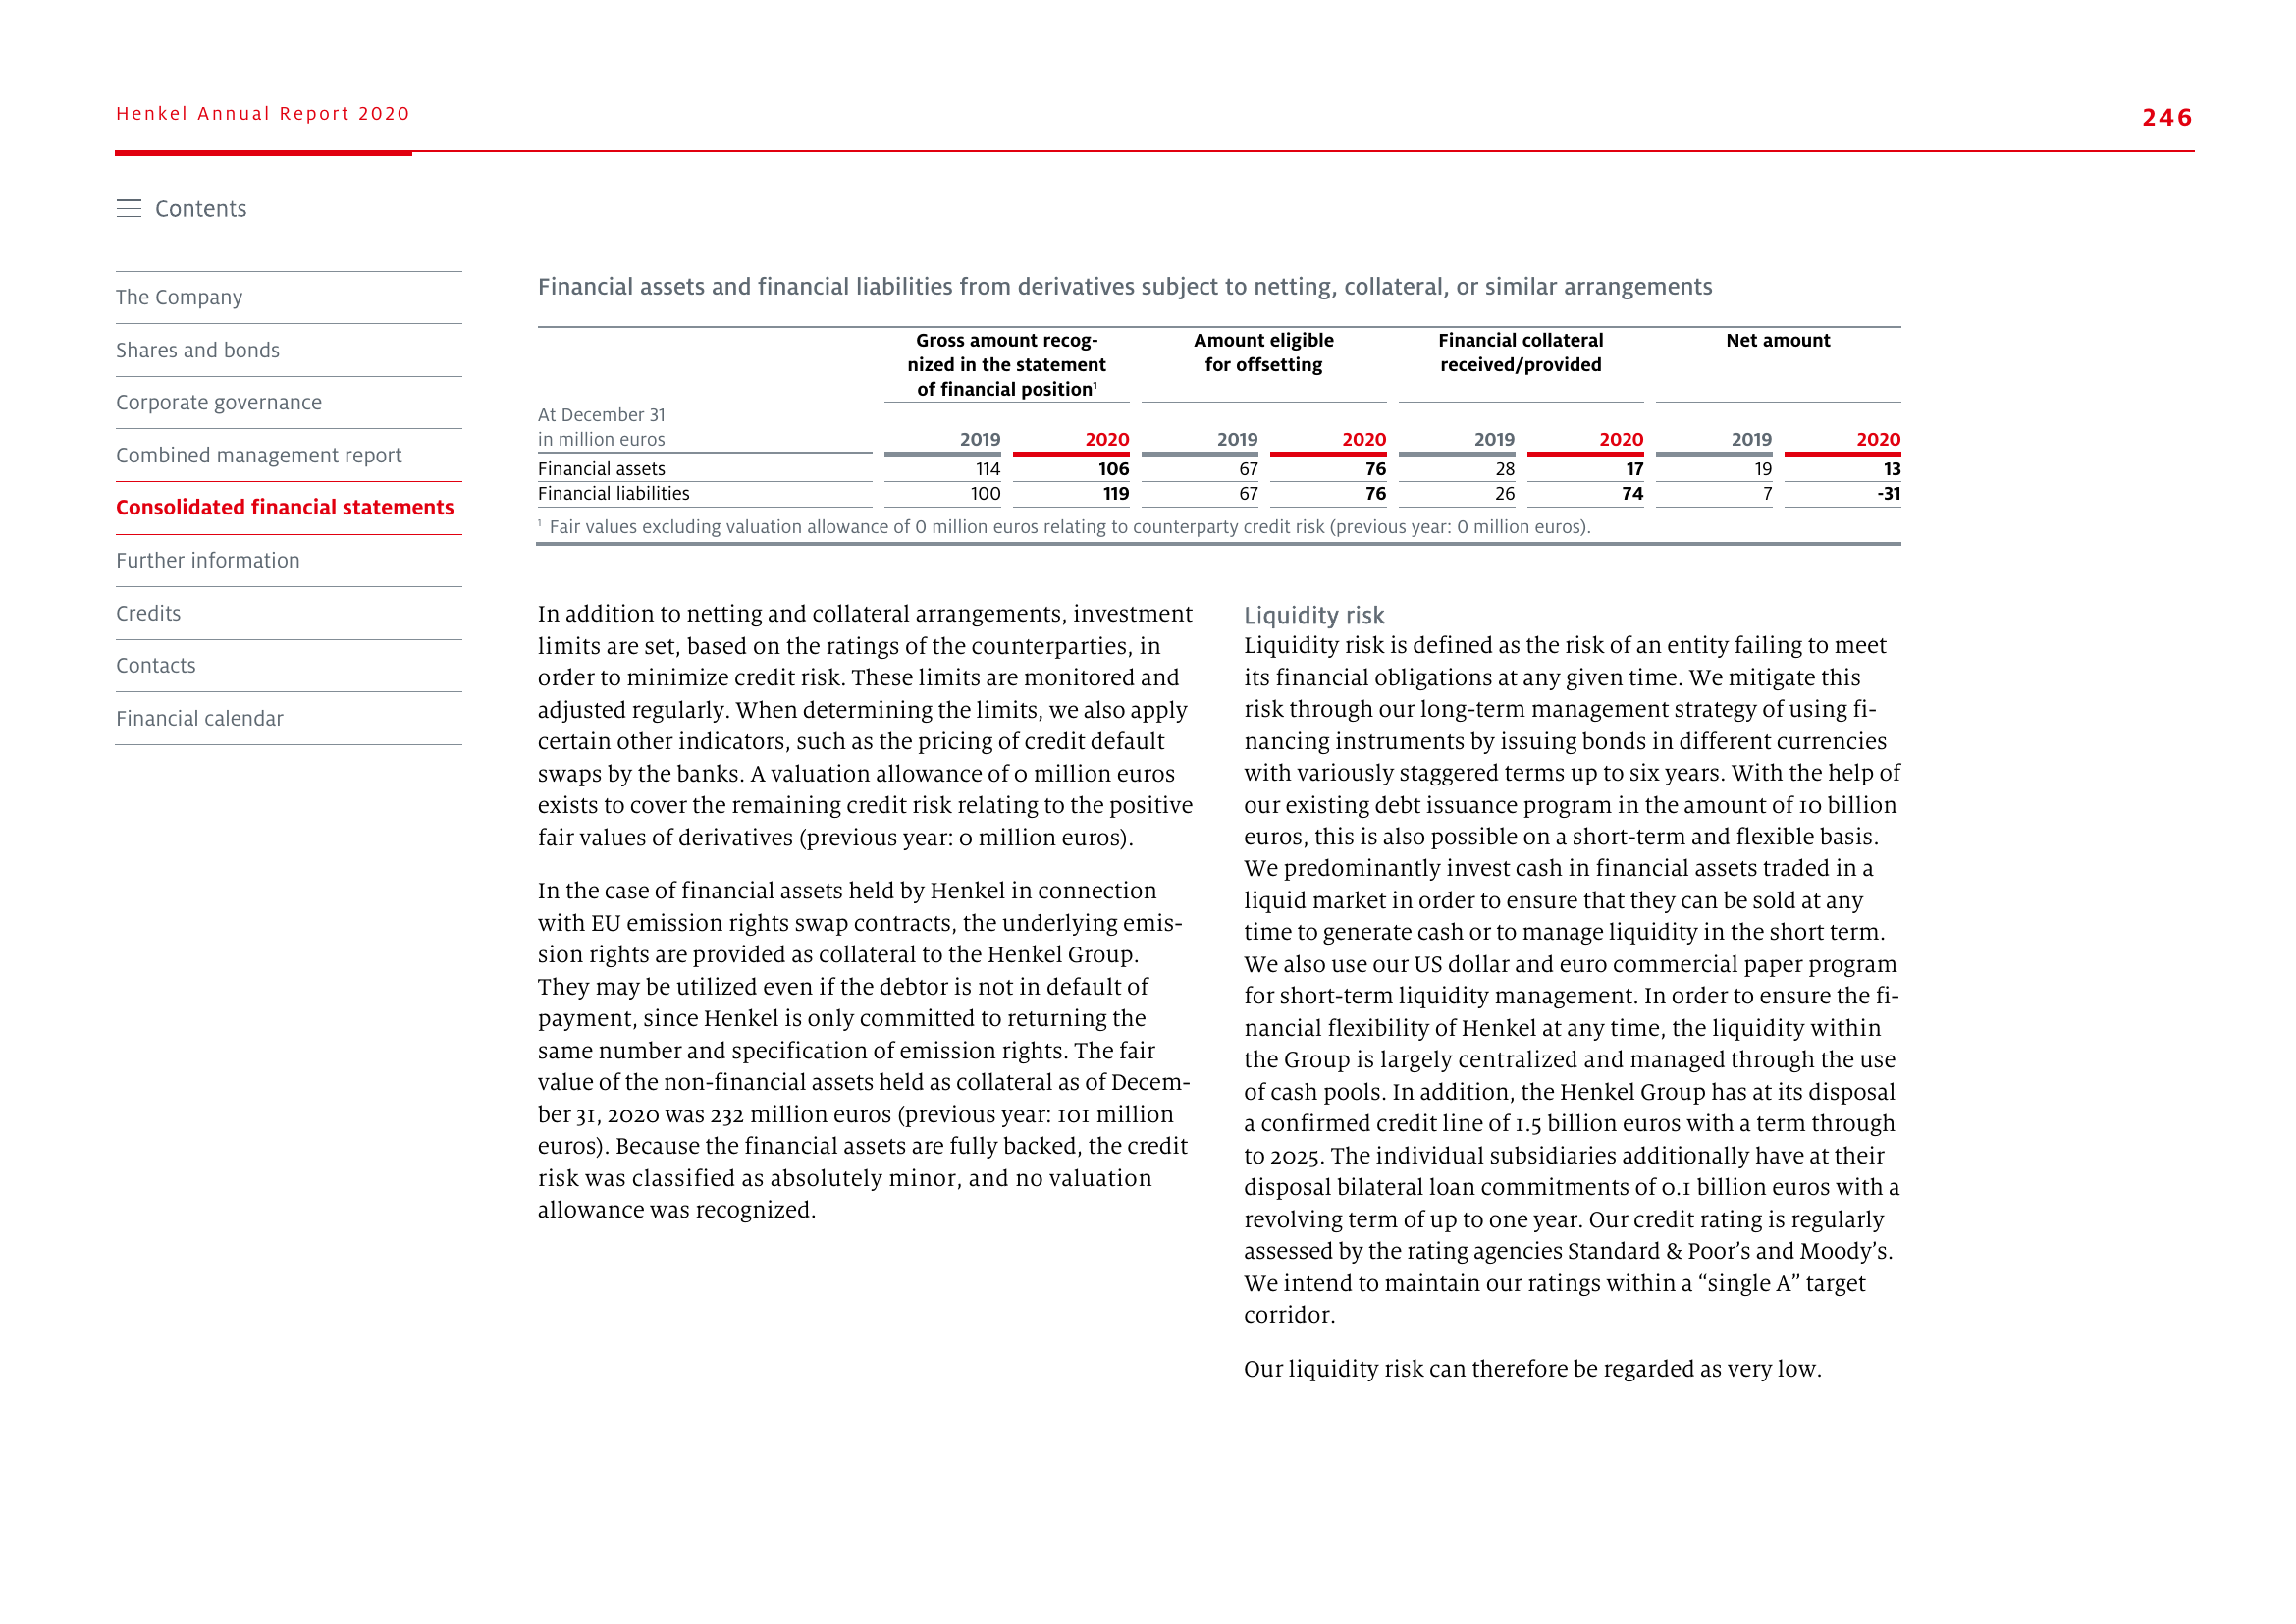 Henkel Annual Report 2020
246
Contents
The Company
Shares and bonds
Corporate governance
Combined management report
Consolidated financial statements
Further information
Credits
Contacts
Financial calendar
Financial assets and financial liabilities from derivatives subject to netting, collateral, or similar arrangements
Gross amount recog- Amount eligible Financial collateral Net amount
nized in the statement for offsetting received/provided
of financial position¹
At December 31
in million euros 2019 2020 2019 2020 2019 2020 2019 2020
Financial assets 114 106 67 76 28 17 19 13
Financial liabilities 100 119 67 76 26 74 7 -31
¹ Fair values excluding valuation allowance of 0 million euros relating to counterparty credit risk (previous year: 0 million euros).
In addition to netting and collateral arrangements, investment
limits are set, based on the ratings of the counterparties, in
order to minimize credit risk. These limits are monitored and
adjusted regularly. When determining the limits, we also apply
certain other indicators, such as the pricing of credit default
swaps by the banks. A valuation allowance of 0 million euros
exists to cover the remaining credit risk relating to the positive
fair values of derivatives (previous year: 0 million euros).
In the case of financial assets held by Henkel in connection
with EU emission rights swap contracts, the underlying emis-
sion rights are provided as collateral to the Henkel Group.
They may be utilized even if the debtor is not in default of
payment, since Henkel is only committed to returning the
same number and specification of emission rights. The fair
value of the non-financial assets held as collateral as of Decem-
ber 31, 2020 was 232 million euros (previous year: 101 million
euros). Because the financial assets are fully backed, the credit
risk was classified as absolutely minor, and no valuation
allowance was recognized.
Liquidity risk
Liquidity risk is defined as the risk of an entity failing to meet
its financial obligations at any given time. We mitigate this
risk through our long-term management strategy of using fi-
nancing instruments by issuing bonds in different currencies
with variously staggered terms up to six years. With the help of
our existing debt issuance program in the amount of 10 billion
euros, this is also possible on a short-term and flexible basis.
We predominantly invest cash in financial assets traded in a
liquid market in order to ensure that they can be sold at any
time to generate cash or to manage liquidity in the short term.
We also use our US dollar and euro commercial paper program
for short-term liquidity management. In order to ensure the fi-
nancial flexibility of Henkel at any time, the liquidity within
the Group is largely centralized and managed through the use
of cash pools. In addition, the Henkel Group has at its disposal
a confirmed credit line of 1.5 billion euros with a term through
to 2025. The individual subsidiaries additionally have at their
disposal bilateral loan commitments of 0.1 billion euros with a
revolving term of up to one year. Our credit rating is regularly
assessed by the rating agencies Standard & Poor’s and Moody’s.
We intend to maintain our ratings within a “single A” target
corridor.
Our liquidity risk can therefore be regarded as very low.